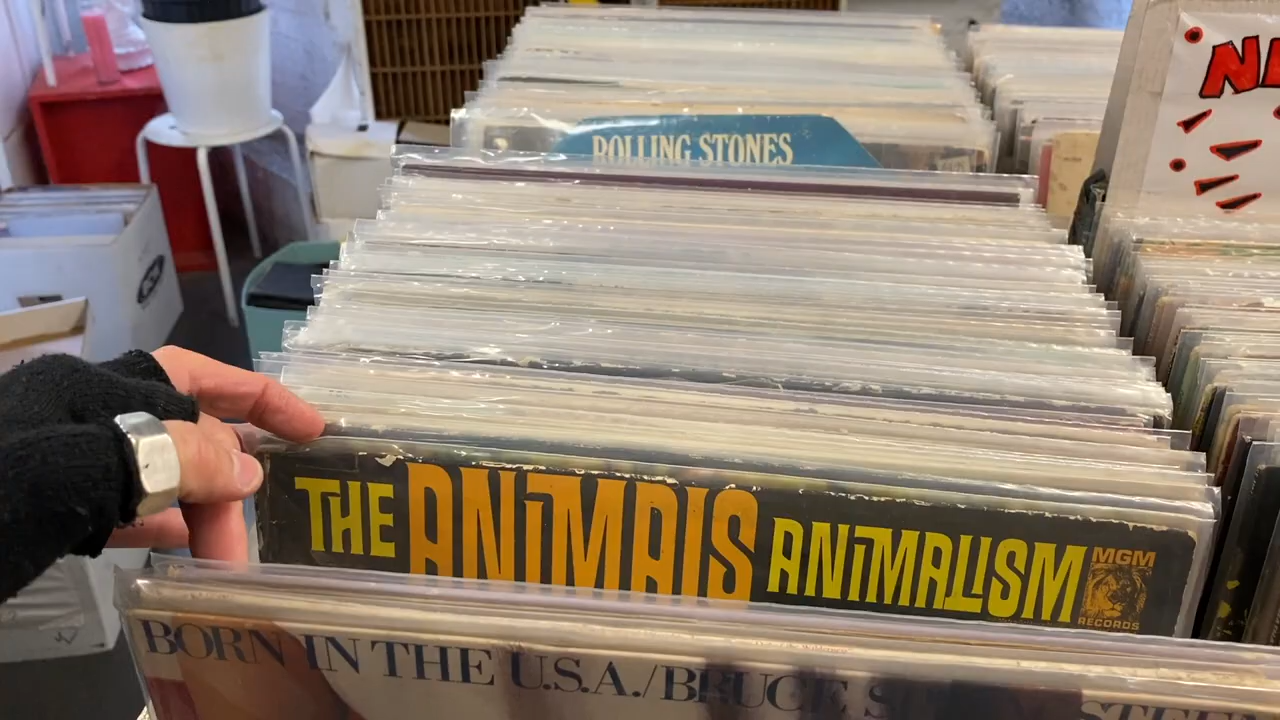 ROLLING STONES
THE ANIMALS ANIMALISM
MGM
RECORDS
BORN IN THE U.S.A./BRUCE